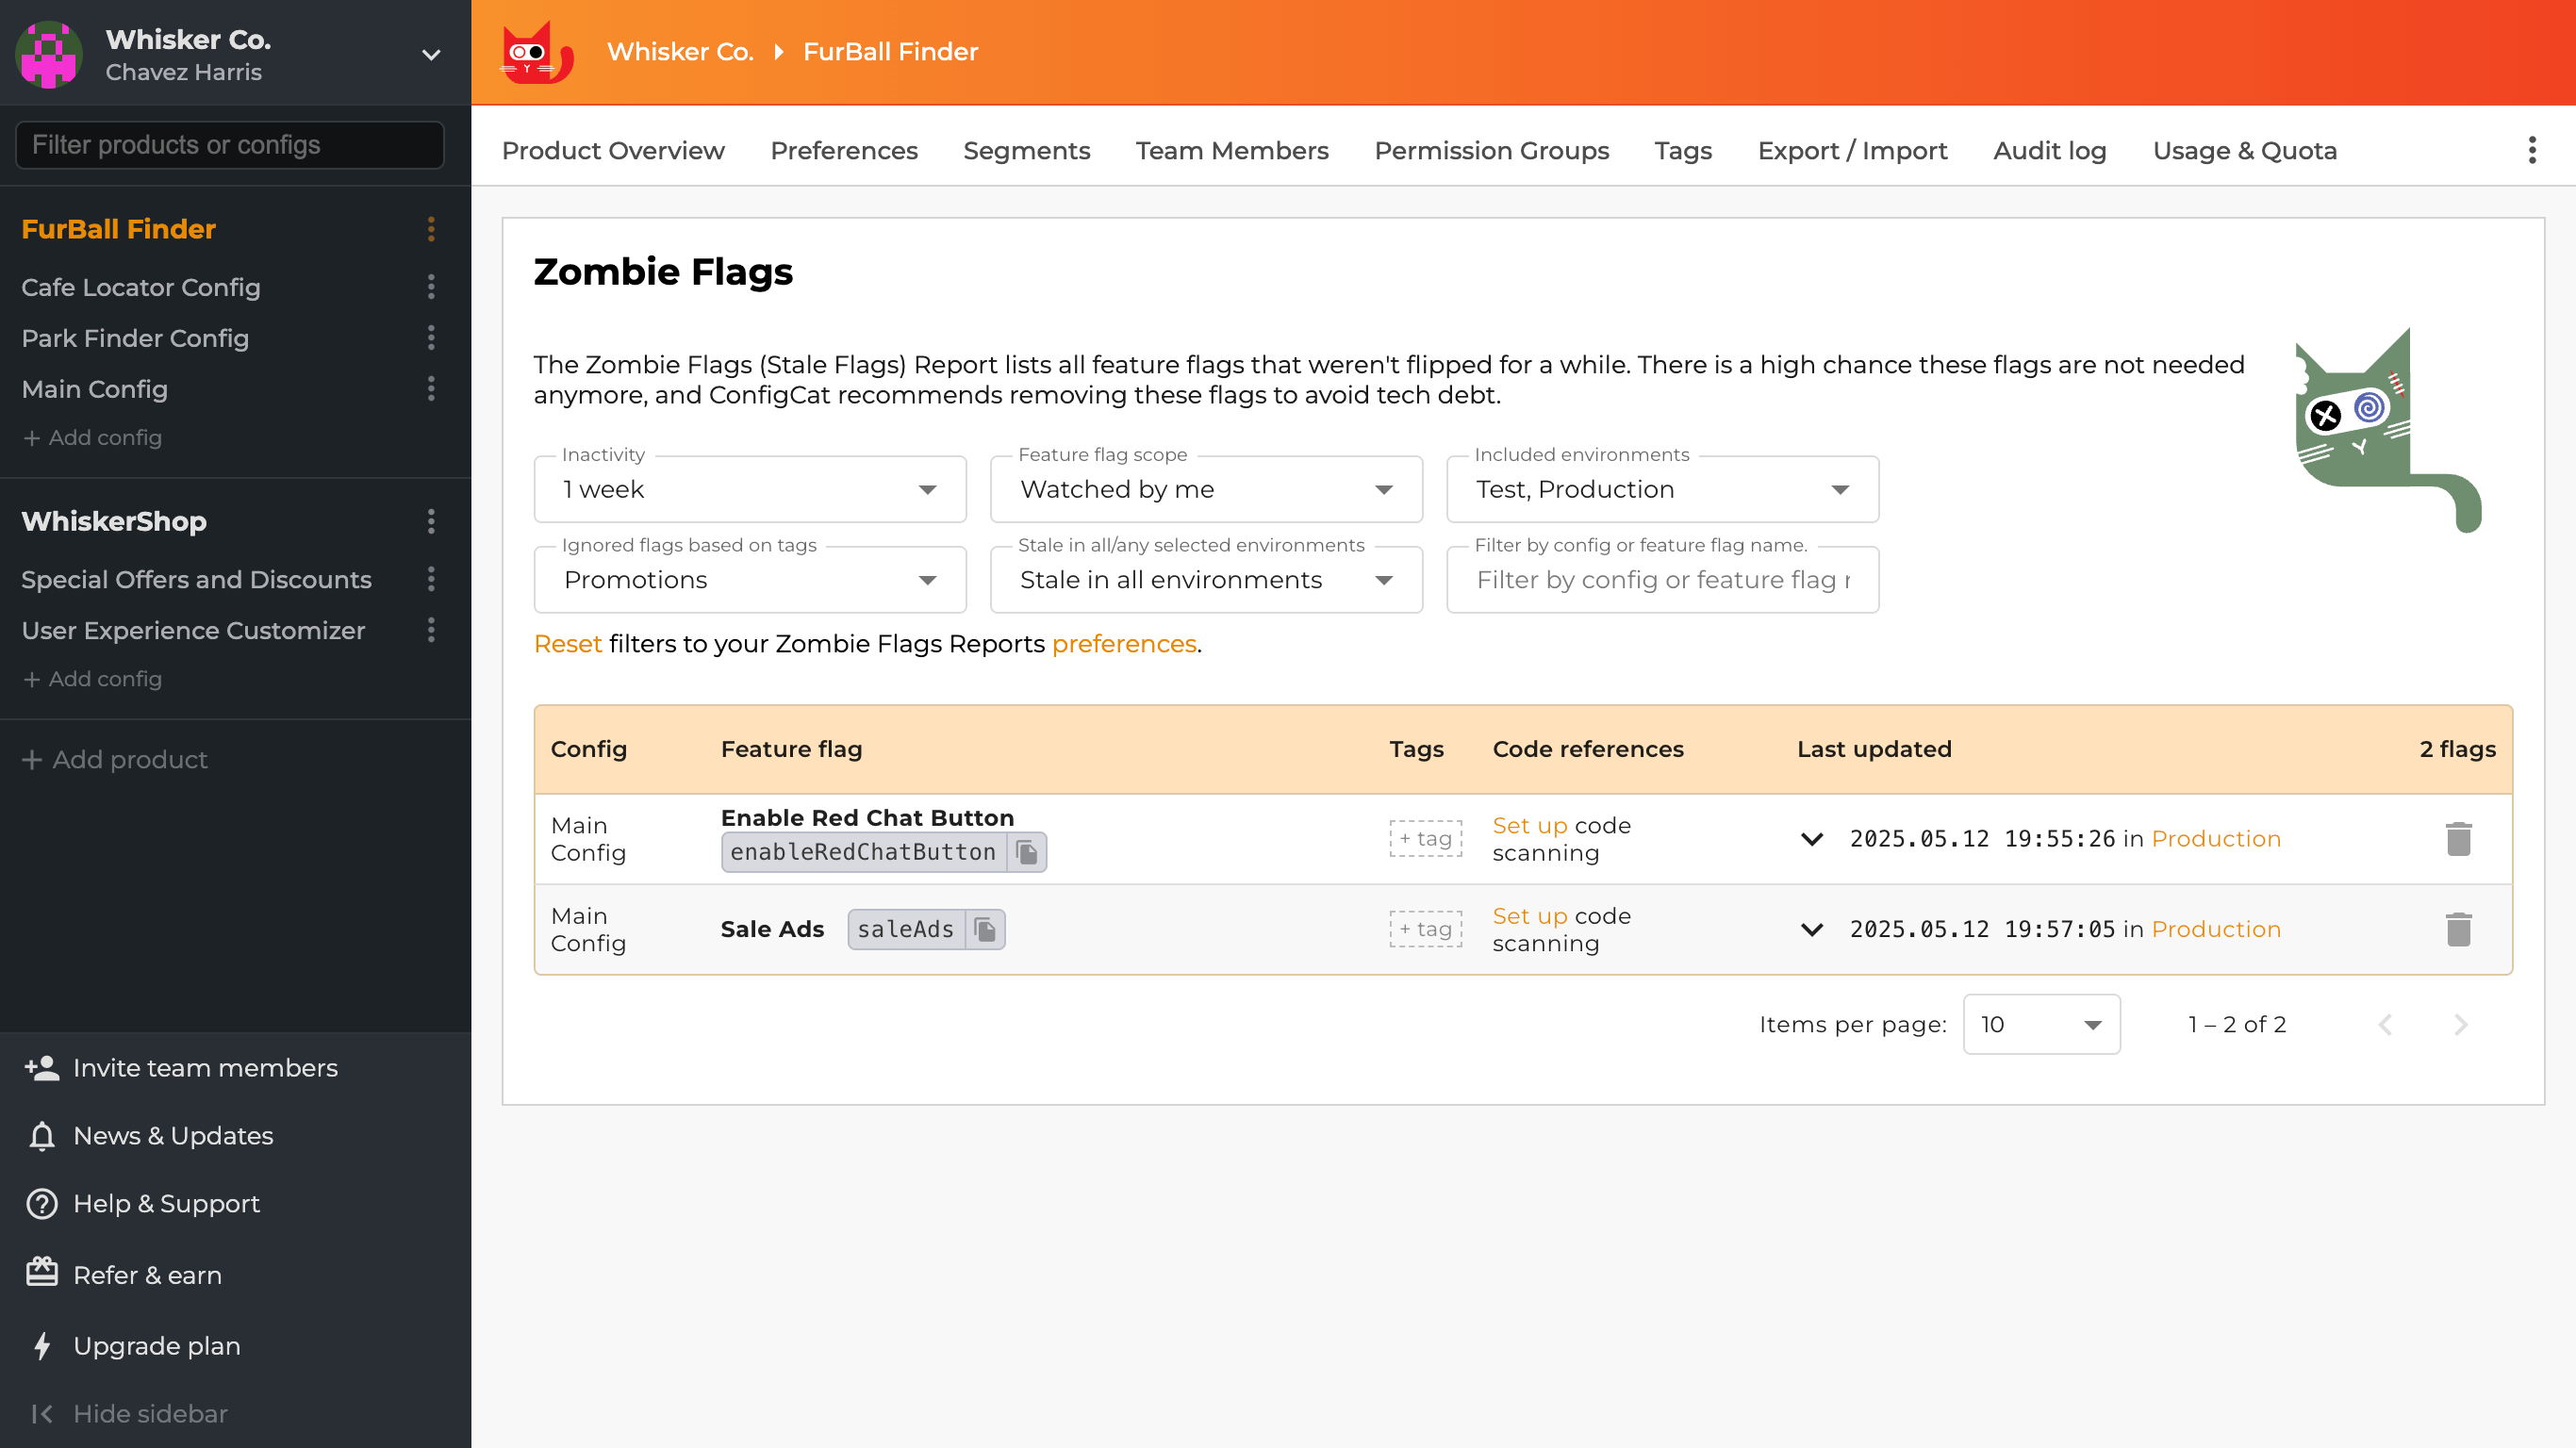 Whisker Co.
Chavez Harris
Filter products or configs
FurBall Finder
Cafe Locator Config
Park Finder Config
Main Config
+ Add config
WhiskerShop
Special Offers and Discounts
User Experience Customizer
+ Add config
+ Add product
Invite team members
News & Updates
Help & Support
Refer & earn
Upgrade plan
Hide sidebar
Whisker Co. FurBall Finder
Product Overview Preferences Segments Team Members Permission Groups Tags Export / Import Audit log Usage & Quota
Zombie Flags
The Zombie Flags (Stale Flags) Report lists all feature flags that weren't flipped for a while. There is a high chance these flags are not needed
anymore, and ConfigCat recommends removing these flags to avoid tech debt.
Inactivity Feature flag scope Included environments
1 week Watched by me Test, Production
Ignored flags based on tags Stale in all/any selected environments Filter by config or feature flag name.
Promotions Stale in all environments Filter by config or feature flag
Reset filters to your Zombie Flags Reports preferences.
Config Feature flag Tags Code references Last updated 2 flags
Main Config Enable Red Chat Button enableRedChatButton + tag Set up code scanning 2025.05.12 19:55:26 in Production
Main Config Sale Ads saleAds + tag Set up code scanning 2025.05.12 19:57:05 in Production
Items per page: 10 1 – 2 of 2